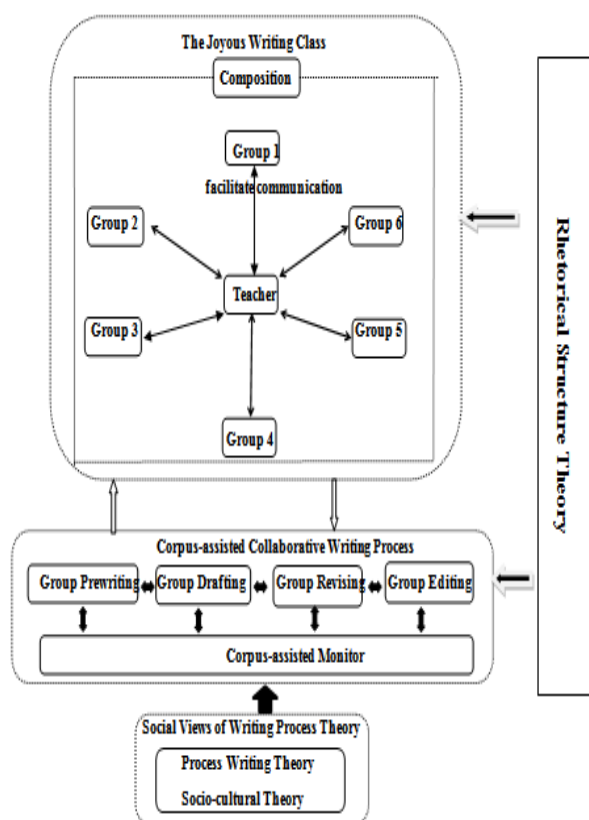 The Joyous Writing Class
Composition
Group 1
facilitate communication
Group 2
Group 6
Teacher
Group 3
Group 5
Group 4
Rhetorical Structure Theory
Corpus-assisted Collaborative Writing Process
Group Prewriting
Group Drafting
Group Revising
Group Editing
Corpus-assisted Monitor
Social Views of Writing Process Theory
Process Writing Theory
Socio-cultural Theory